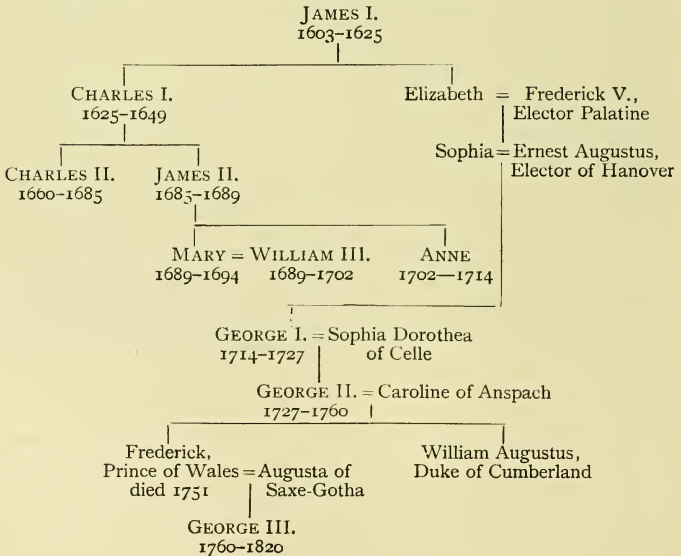 JAMES I.
1603–1625
CHARLES I.
1625–1649
Elizabeth = Frederick V.,
Elector Palatine
Sophia = Ernest Augustus,
Elector of Hanover
CHARLES II.
1660–1685
JAMES II.
1685–1689
MARY = WILLIAM III.
1689–1694 1689–1702
ANNE
1702—1714
GEORGE I. = Sophia Dorothea
1714–1727 of Celle
GEORGE II. = Caroline of Anspach
1727–1760
Frederick,
Prince of Wales = Augusta of
died 1751 Saxe-Gotha
William Augustus,
Duke of Cumberland
GEORGE III.
1760–1820